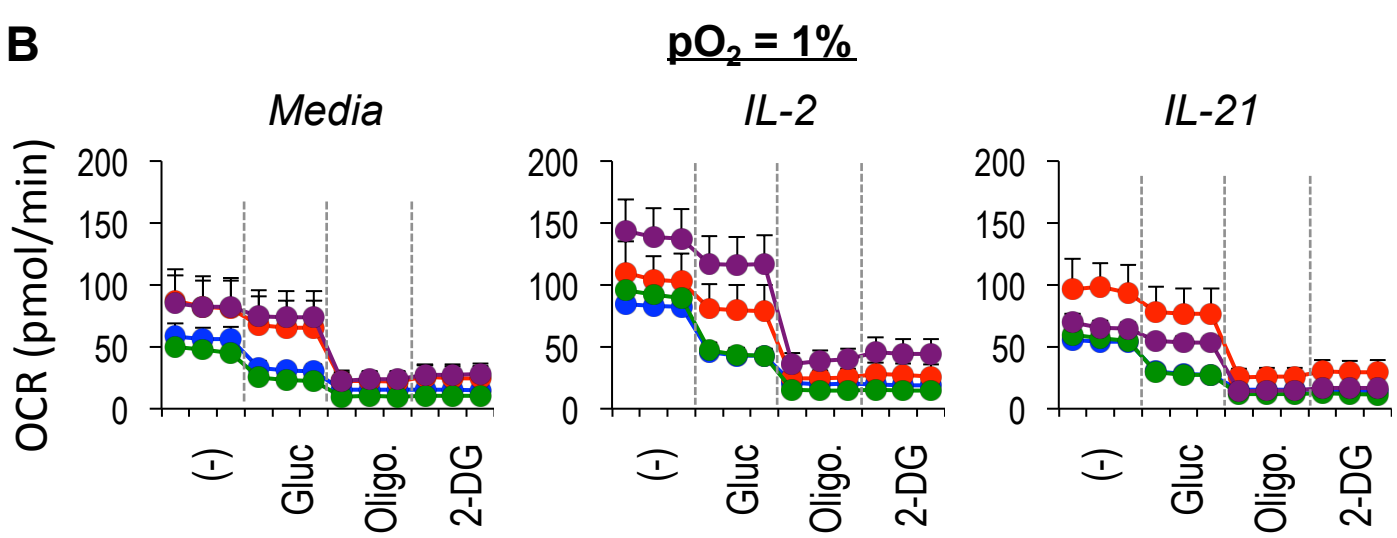 B
pO₂ = 1%
Media
IL-2
IL-21
OCR (pmol/min)
200
150
100
50
0
(-)
Gluc
Oligo.
2-DG
200
150
100
50
0
(-)
Gluc
Oligo.
2-DG
200
150
100
50
0
(-)
Gluc
Oligo.
2-DG